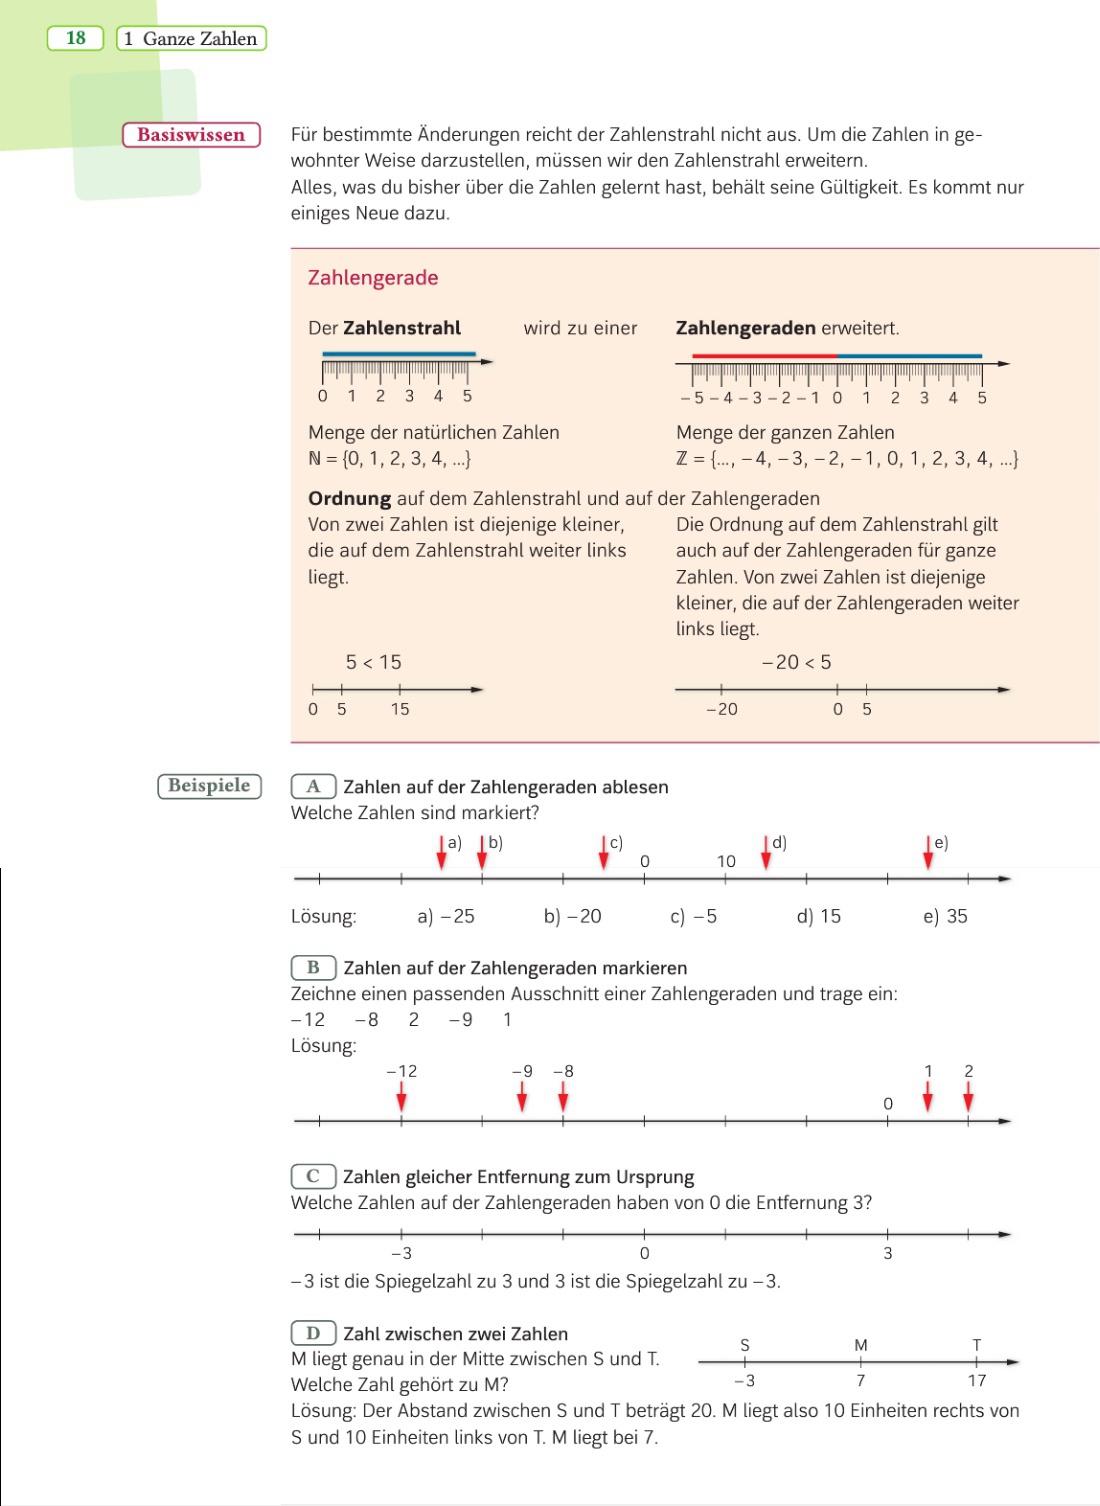 18 1 Ganze Zahlen
Basiswissen
Für bestimmte Änderungen reicht der Zahlenstrahl nicht aus. Um die Zahlen in ge-
wohnter Weise darzustellen, müssen wir den Zahlenstrahl erweitern.
Alles, was du bisher über die Zahlen gelernt hast, behält seine Gültigkeit. Es kommt nur
einiges Neue dazu.
Zahlengerade
Der Zahlenstrahl wird zu einer Zahlengeraden erweitert.
0 1 2 3 4 5
−5 −4 −3 −2 −1 0 1 2 3 4 5
Menge der natürlichen Zahlen
ℕ = {0, 1, 2, 3, 4, ...}
Menge der ganzen Zahlen
ℤ = {..., −4, −3, −2, −1, 0, 1, 2, 3, 4, ...}
Ordnung auf dem Zahlenstrahl und auf der Zahlengeraden
Von zwei Zahlen ist diejenige kleiner,
die auf dem Zahlenstrahl weiter links
liegt.
Die Ordnung auf dem Zahlenstrahl gilt
auch auf der Zahlengeraden für ganze
Zahlen. Von zwei Zahlen ist diejenige
kleiner, die auf der Zahlengeraden weiter
links liegt.
5 < 15
0 5 15
−20 < 5
−20 0 5
Beispiele
A Zahlen auf der Zahlengeraden ablesen
Welche Zahlen sind markiert?
a) b) c) d) e)
0 10
Lösung: a) −25 b) −20 c) −5 d) 15 e) 35
B Zahlen auf der Zahlengeraden markieren
Zeichne einen passenden Ausschnitt einer Zahlengeraden und trage ein:
−12 −8 2 −9 1
Lösung:
−12 −9 −8 1 2
0
C Zahlen gleicher Entfernung zum Ursprung
Welche Zahlen auf der Zahlengeraden haben von 0 die Entfernung 3?
−3 0 3
−3 ist die Spiegelzahl zu 3 und 3 ist die Spiegelzahl zu −3.
D Zahl zwischen zwei Zahlen
M liegt genau in der Mitte zwischen S und T.
Welche Zahl gehört zu M?
S M T
−3 7 17
Lösung: Der Abstand zwischen S und T beträgt 20. M liegt also 10 Einheiten rechts von
S und 10 Einheiten links von T. M liegt bei 7.